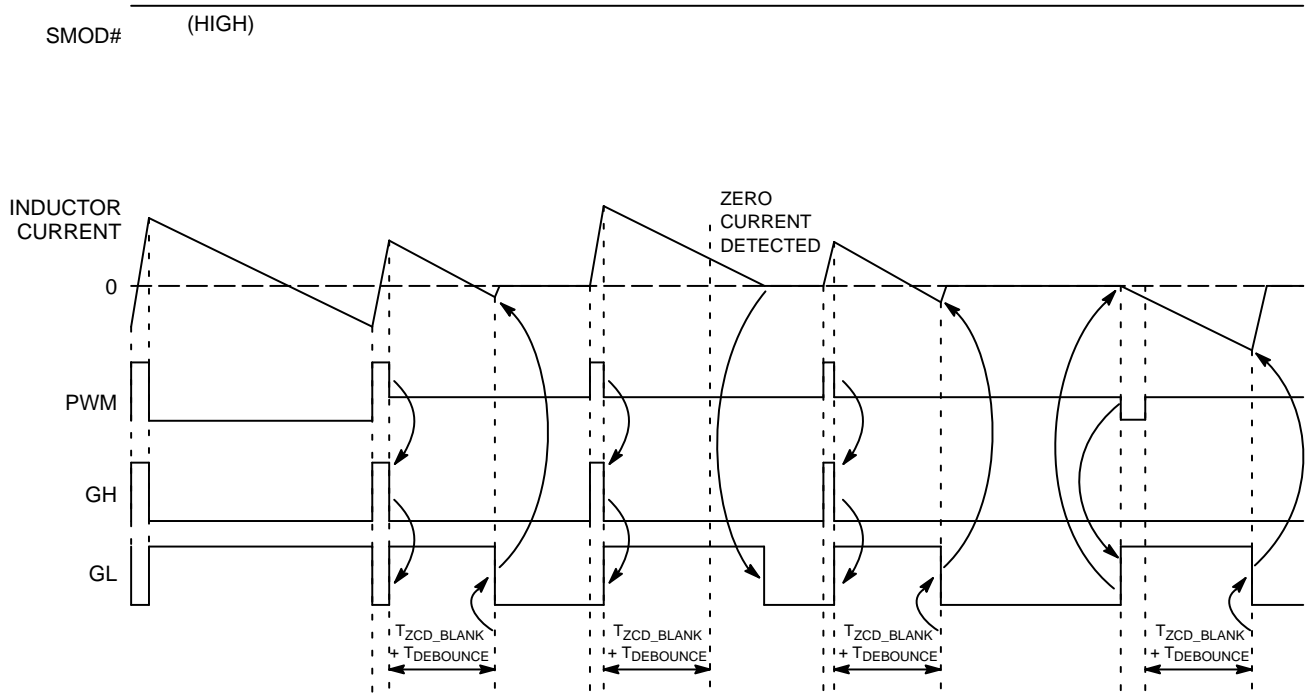 (HIGH)
SMOD#
ZERO
CURRENT
DETECTED
INDUCTOR
CURRENT
0
PWM
GH
GL
TZCD_BLANK
+ TDEBOUNCE
TZCD_BLANK
+ TDEBOUNCE
TZCD_BLANK
+ TDEBOUNCE
TZCD_BLANK
+ TDEBOUNCE